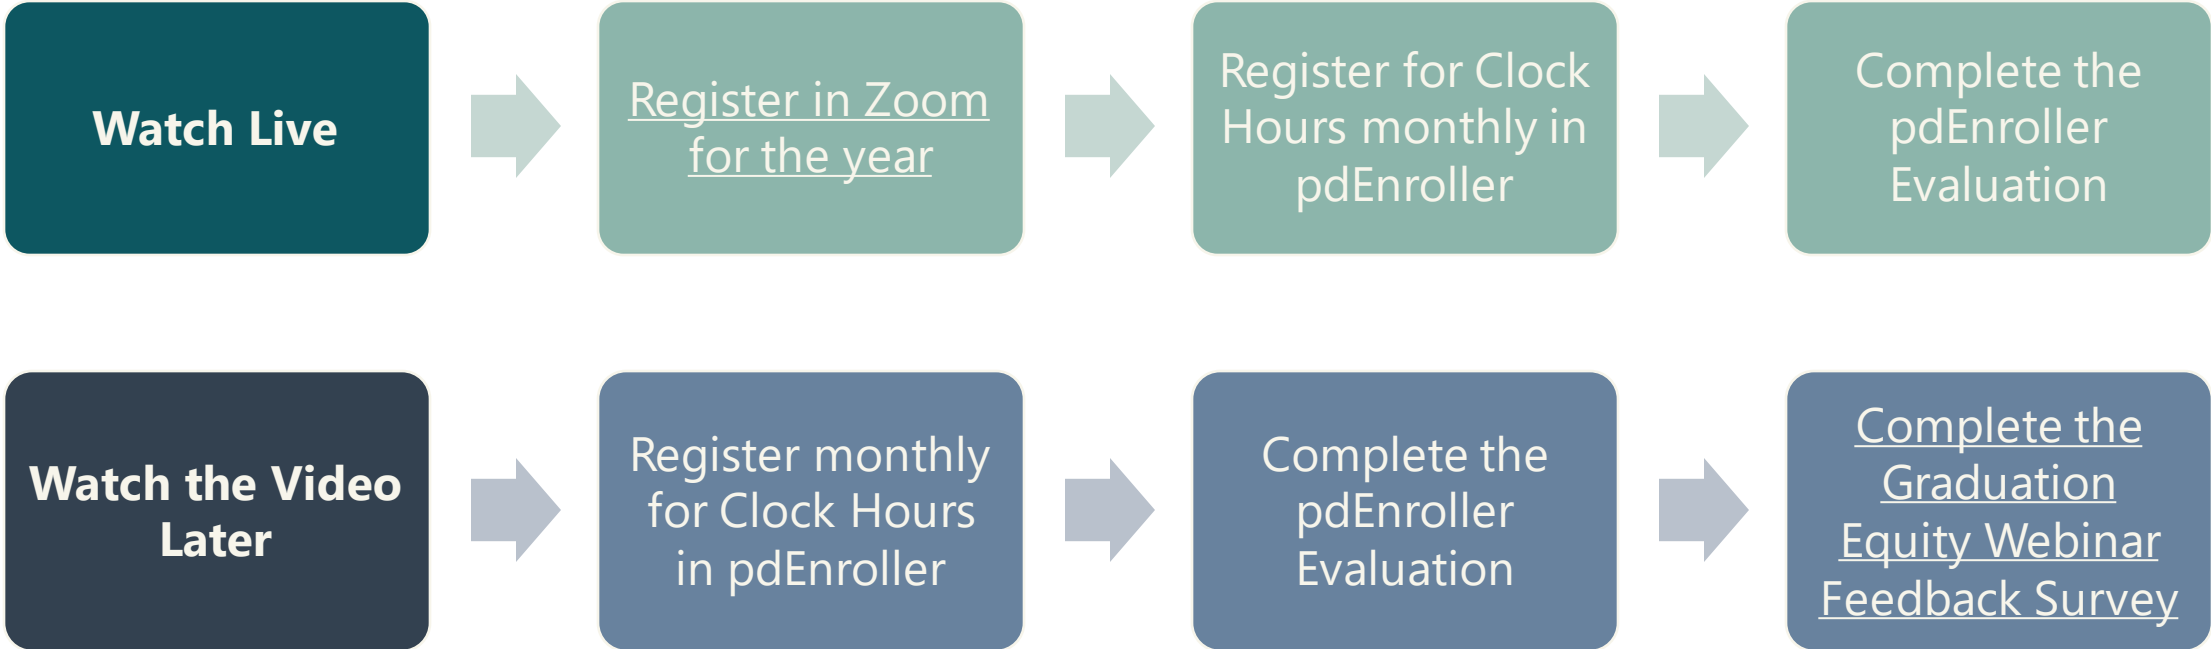 Watch Live
Register in Zoom
for the year
Register for Clock
Hours monthly in
pdEnroller
Complete the
pdEnroller
Evaluation
Watch the Video
Later
Register monthly
for Clock Hours
in pdEnroller
Complete the
pdEnroller
Evaluation
Complete the
Graduation
Equity Webinar
Feedback Survey